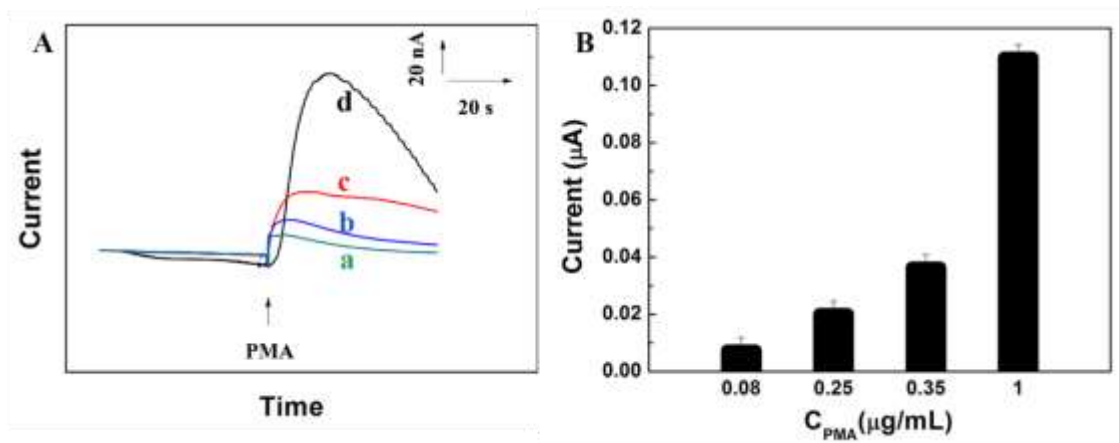 A
20 nA
20 s
d
c
b
a
PMA
Current
Time
B
0.12
0.10
0.08
0.06
0.04
0.02
0.00
Current (μA)
0.08 0.25 0.35 1
C_PMA(μg/mL)